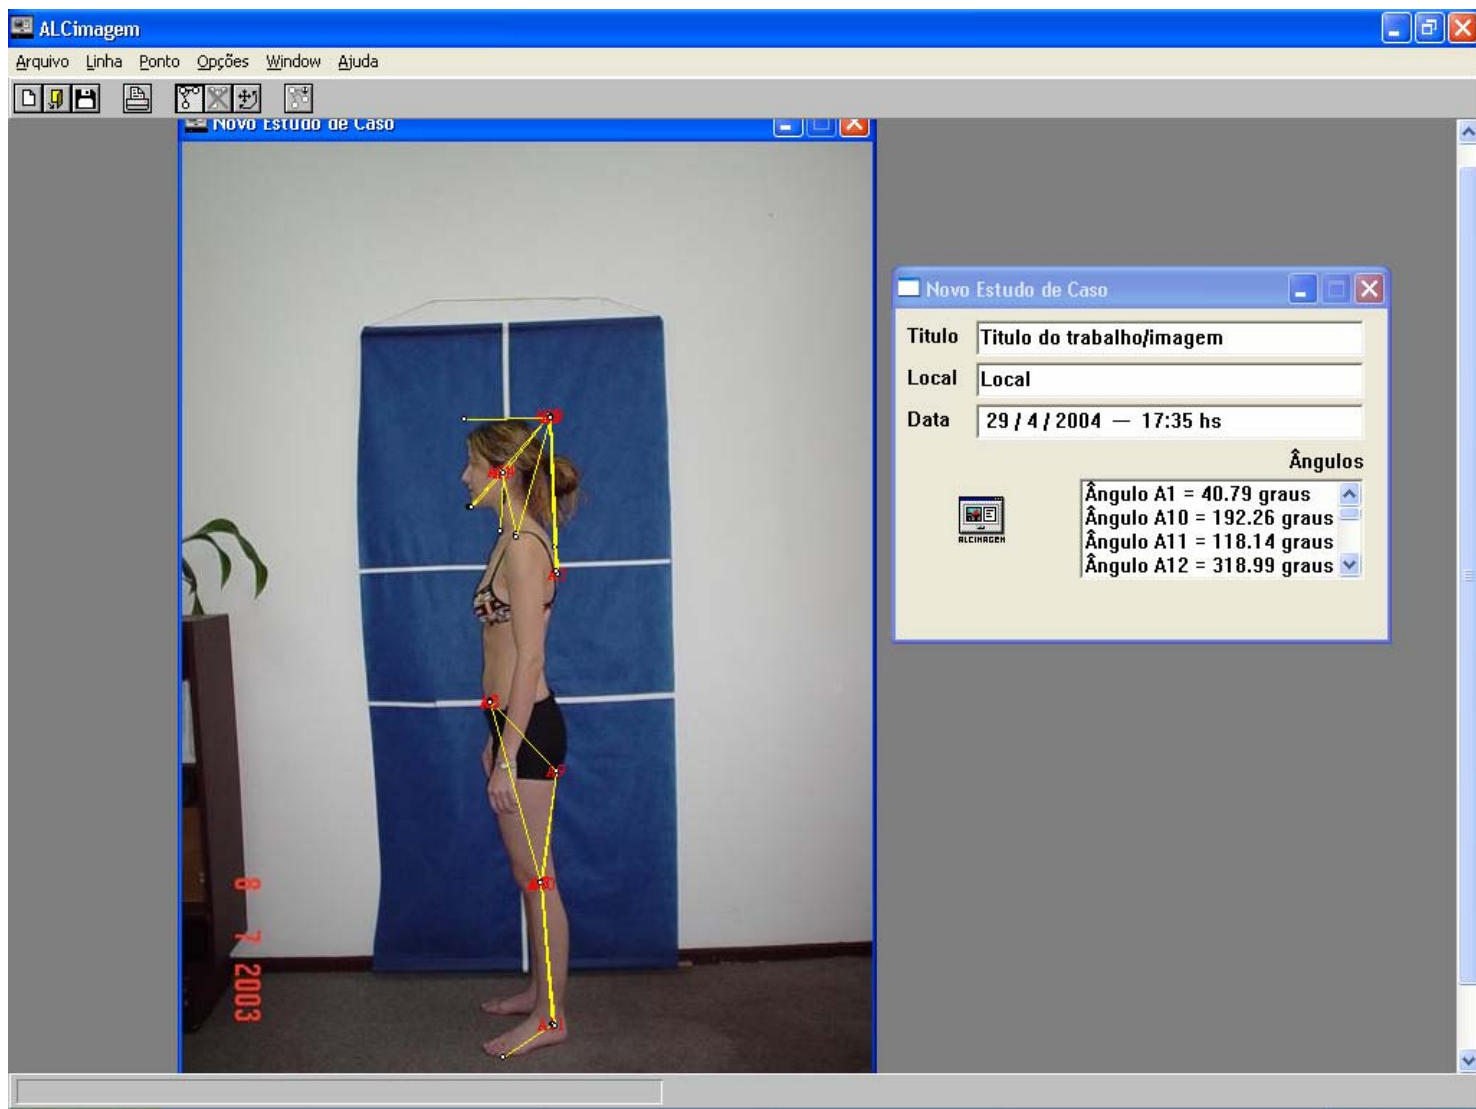 ALCimagem
Arquivo Linha Ponto Opções Window Ajuda
Novo Estudo de Caso
Novo Estudo de Caso
Titulo Titulo do trabalho/imagem
Local Local
Data 29 / 4 / 2004 — 17:35 hs
Ângulos
Ângulo A1 = 40.79 graus
Ângulo A10 = 192.26 graus
Ângulo A11 = 118.14 graus
Ângulo A12 = 318.99 graus
ALCIMAGEM
8 7 2003